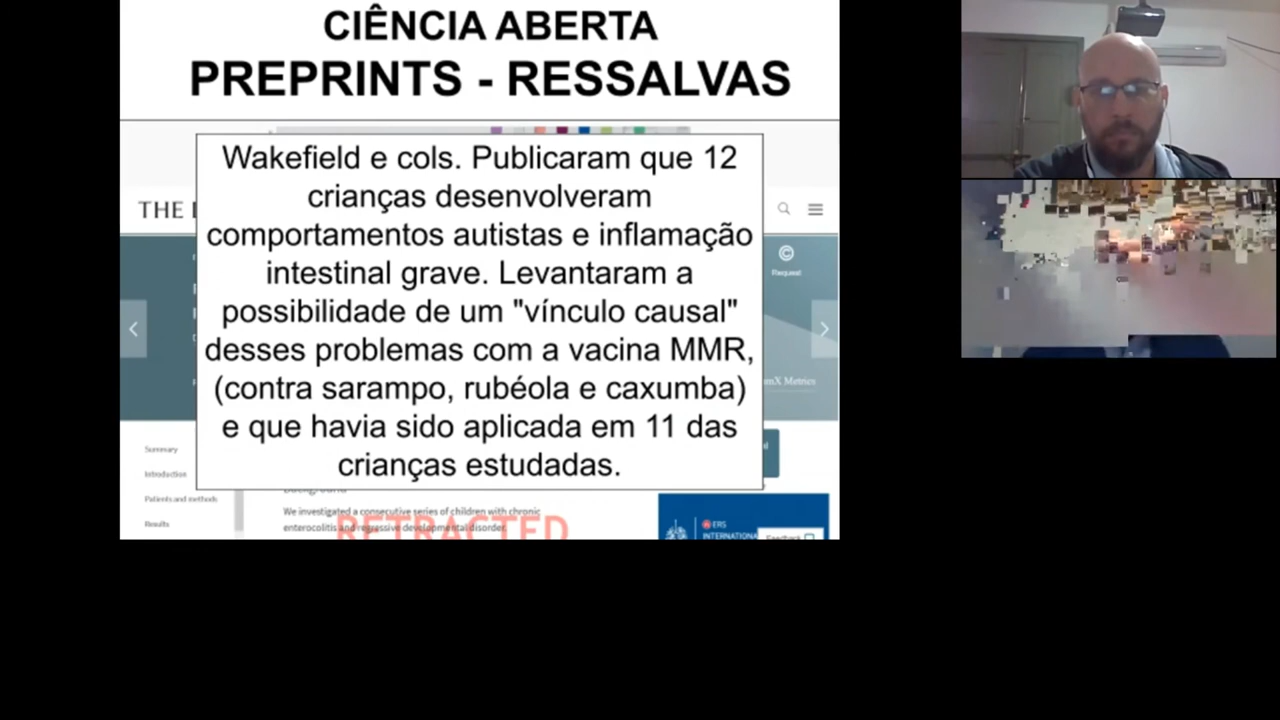 CIÊNCIA ABERTA
PREPRINTS - RESSALVAS
Wakefield e cols. Publicaram que 12
crianças desenvolveram
comportamentos autistas e inflamação
intestinal grave. Levantaram a
possibilidade de um "vínculo causal"
desses problemas com a vacina MMR,
(contra sarampo, rubéola e caxumba)
e que havia sido aplicada em 11 das
crianças estudadas.
THE
Request
Metrics
Summary
Introduction
Patients and methods
Results
We investigated a consecutive series of children with chronic
enterocolitis and regressive developmental disorder.
RETRACTED
ERS
Feedback